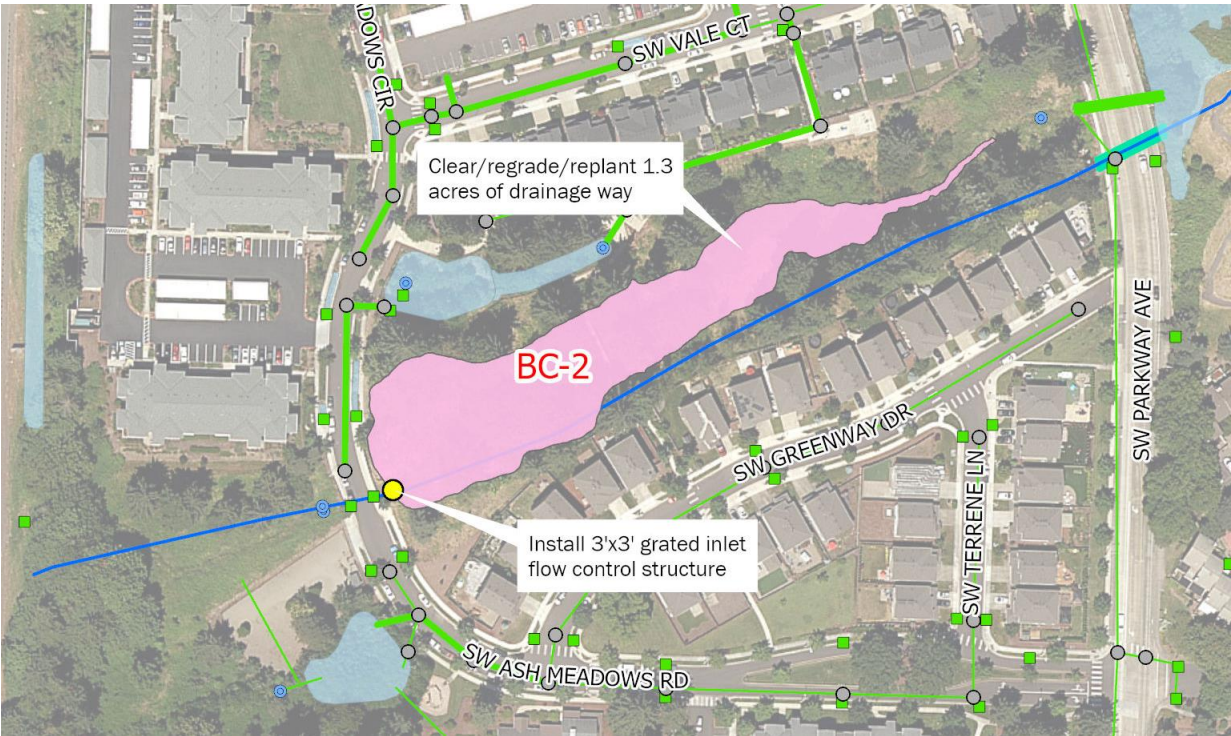 ADOWS CIR
SW VALE CT
Clear/regrade/replant 1.3
acres of drainage way
BC-2
SW PARKWAY AVE
SW GREENWAY DR
SW TERRENE LN
Install 3'x3' grated inlet
flow control structure
SW ASH MEADOWS RD